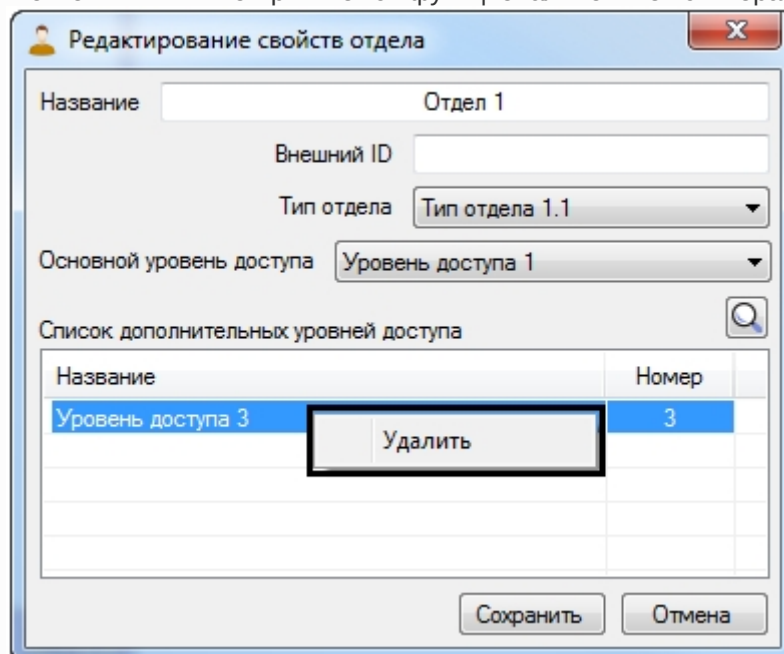 Редактирование свойств отдела
Название Отдел 1
Внешний ID
Тип отдела Тип отдела 1.1
Основной уровень доступа Уровень доступа 1
Список дополнительных уровней доступа
Название Номер
Уровень доступа 3 3
Удалить
Сохранить Отмена